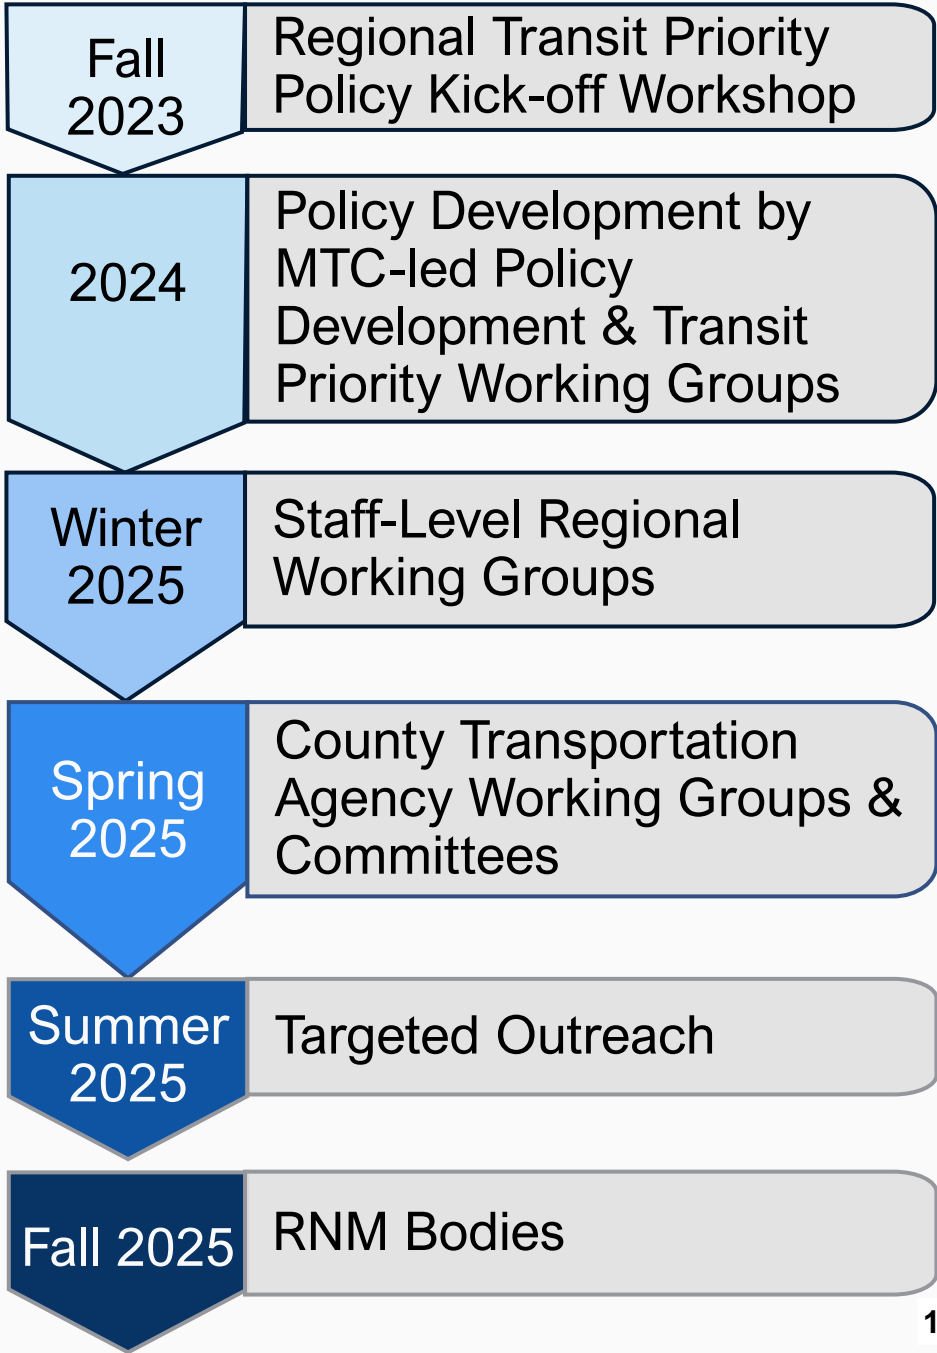 Fall
2023
Regional Transit Priority
Policy Kick-off Workshop
2024
Policy Development by
MTC-led Policy
Development & Transit
Priority Working Groups
Winter
2025
Staff-Level Regional
Working Groups
Spring
2025
County Transportation
Agency Working Groups &
Committees
Summer
2025
Targeted Outreach
Fall 2025
RNM Bodies
1